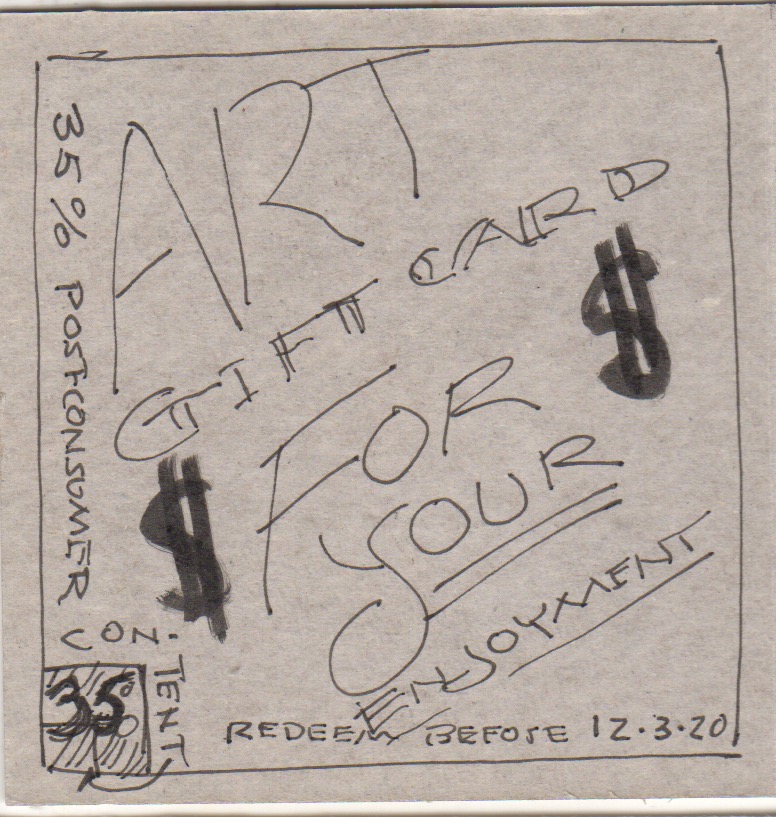 ART
GIFT CARD
$
$
FOR
YOUR
ENJOYMENT
REDEEM BEFORE 12.3.20
35% POSTCONSUMER
CON-
TENT
35%